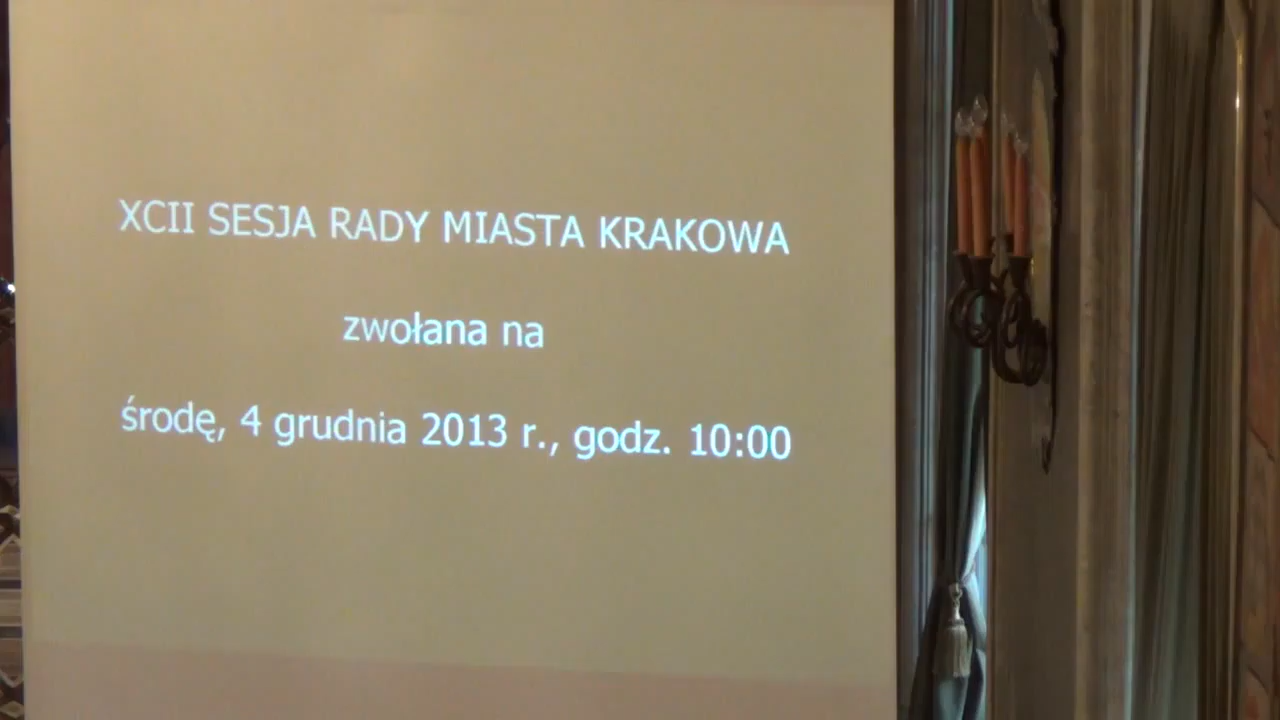 XCII SESJA RADY MIASTA KRAKOWA
zwołana na
środę, 4 grudnia 2013 r., godz. 10:00